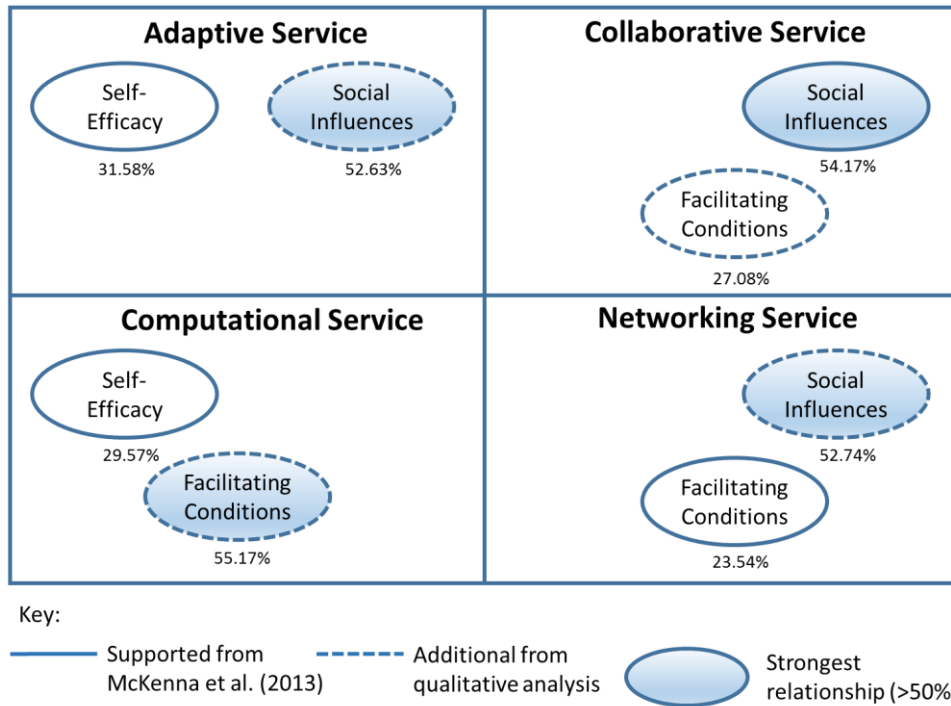 Adaptive Service
Self-
Efficacy
31.58%
Social
Influences
52.63%
Collaborative Service
Social
Influences
54.17%
Facilitating
Conditions
27.08%
Computational Service
Self-
Efficacy
29.57%
Facilitating
Conditions
55.17%
Networking Service
Social
Influences
52.74%
Facilitating
Conditions
23.54%
Key:
Supported from
McKenna et al. (2013)
Additional from
qualitative analysis
Strongest
relationship (>50%